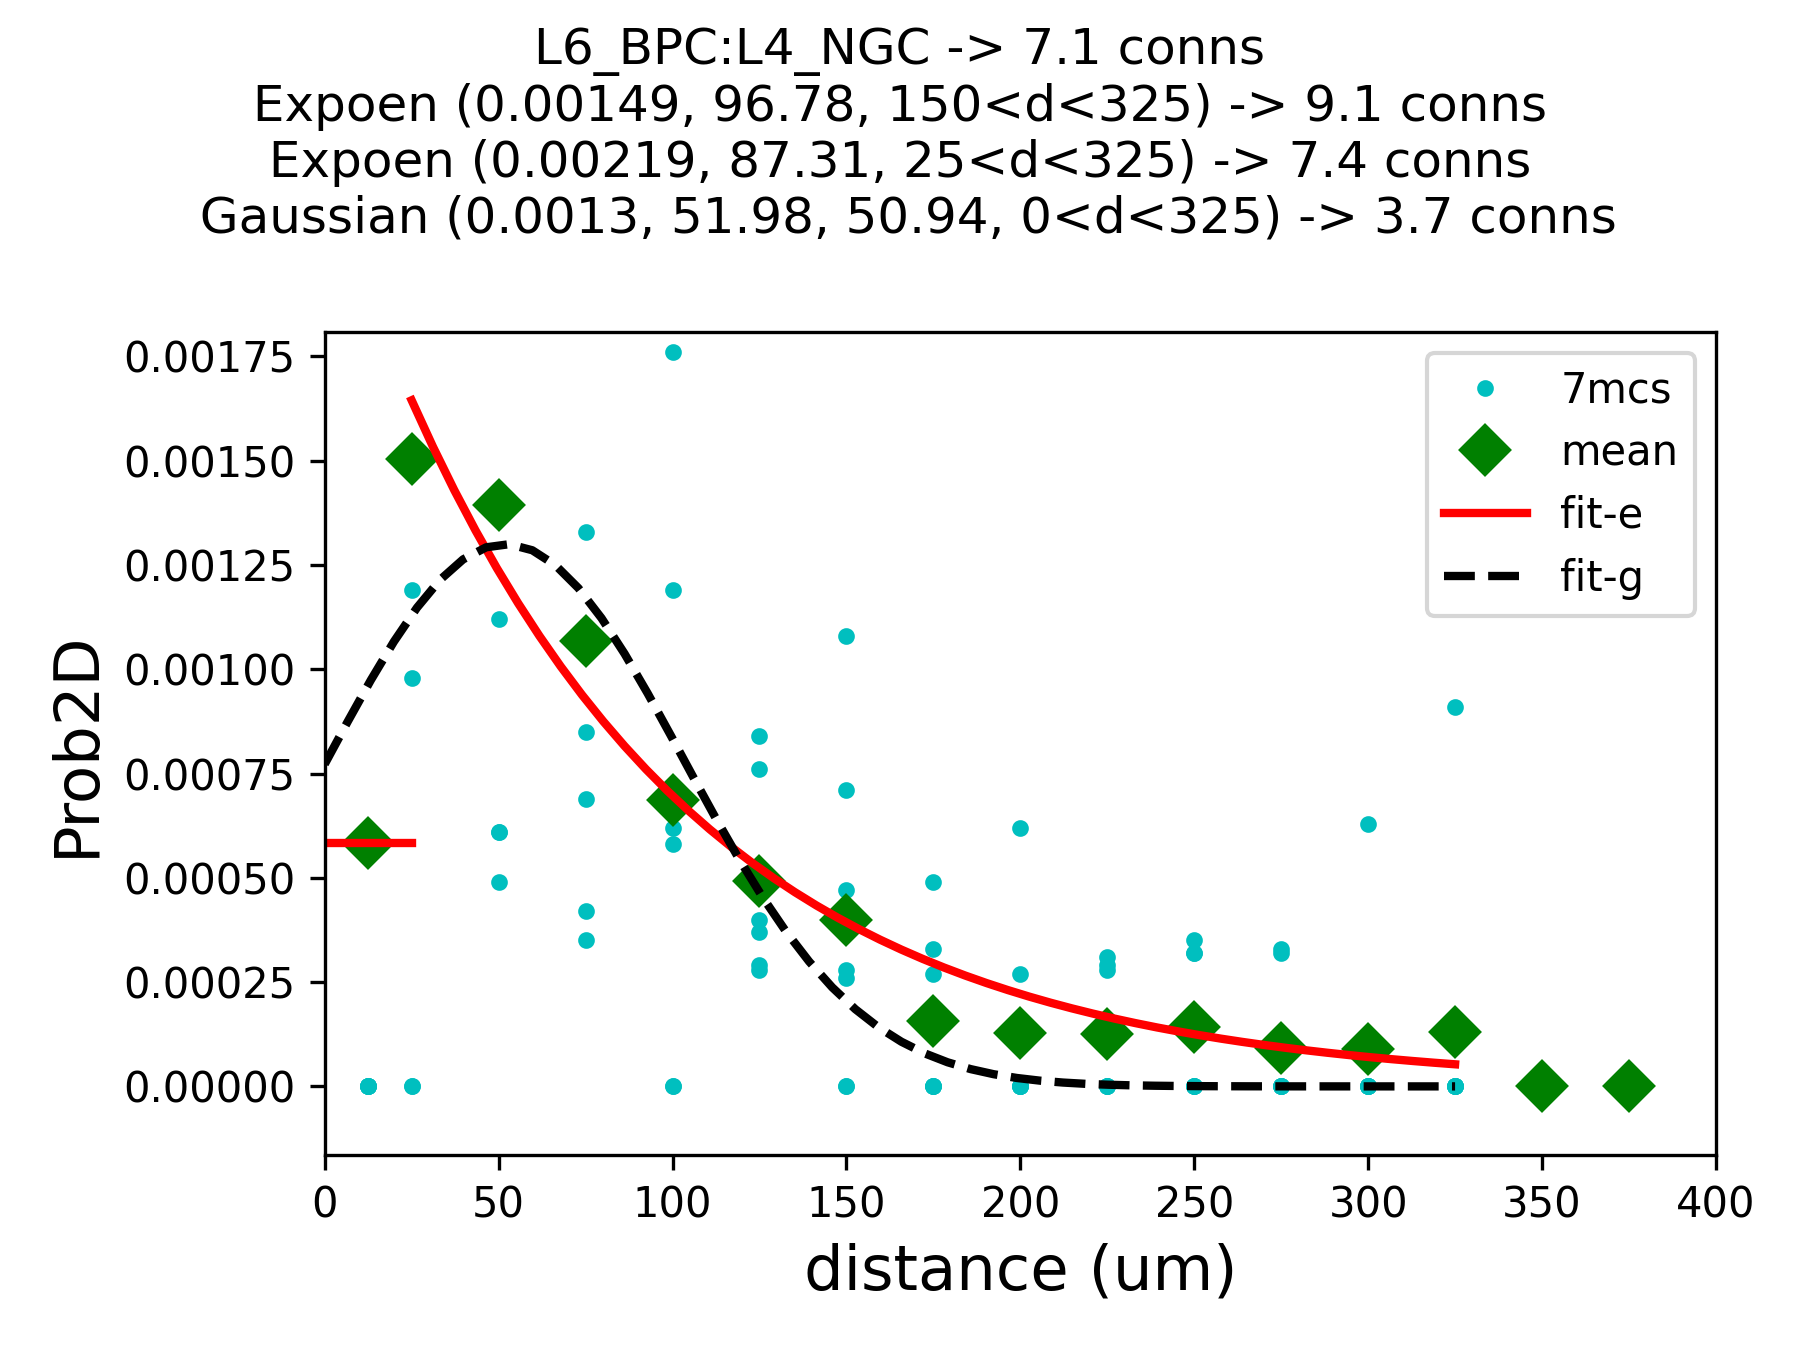 L6_BPC:L4_NGC -> 7.1 conns
Expoen (0.00149, 96.78, 150<d<325) -> 9.1 conns
Expoen (0.00219, 87.31, 25<d<325) -> 7.4 conns
Gaussian (0.0013, 51.98, 50.94, 0<d<325) -> 3.7 conns
0.00175
0.00150
0.00125
0.00100
0.00075
0.00050
0.00025
0.00000
Prob2D
7mcs
mean
fit-e
fit-g
0 50 100 150 200 250 300 350 400
distance (um)